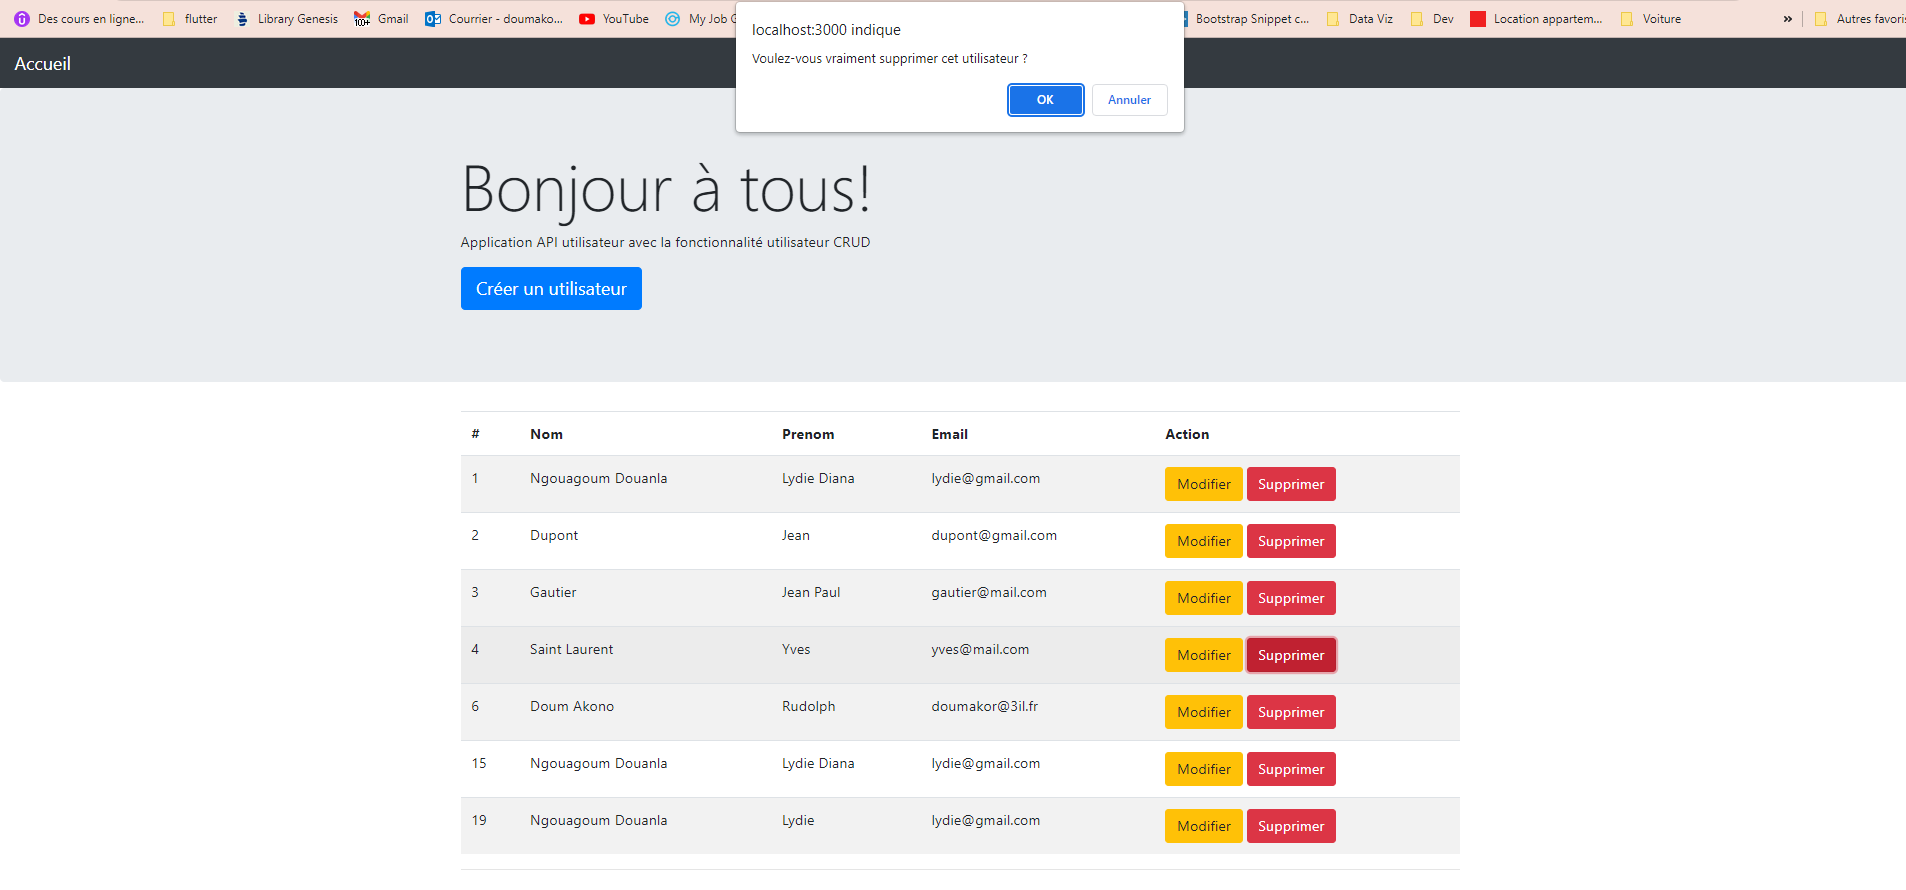 Des cours en ligne... flutter Library Genesis Gmail Courrier - doumako... YouTube My Job Bootstrap Snippet c... Data Viz Dev Location appartem... Voiture » Autres favoris
100+
localhost:3000 indique
Voulez-vous vraiment supprimer cet utilisateur ?
OK Annuler
Accueil
Bonjour à tous!
Application API utilisateur avec la fonctionnalité utilisateur CRUD
Créer un utilisateur
# Nom Prenom Email Action
1 Ngouagoum Douanla Lydie Diana lydie@gmail.com Modifier Supprimer
2 Dupont Jean dupont@gmail.com Modifier Supprimer
3 Gautier Jean Paul gautier@mail.com Modifier Supprimer
4 Saint Laurent Yves yves@mail.com Modifier Supprimer
6 Doum Akono Rudolph doumakor@3il.fr Modifier Supprimer
15 Ngouagoum Douanla Lydie Diana lydie@gmail.com Modifier Supprimer
19 Ngouagoum Douanla Lydie lydie@gmail.com Modifier Supprimer